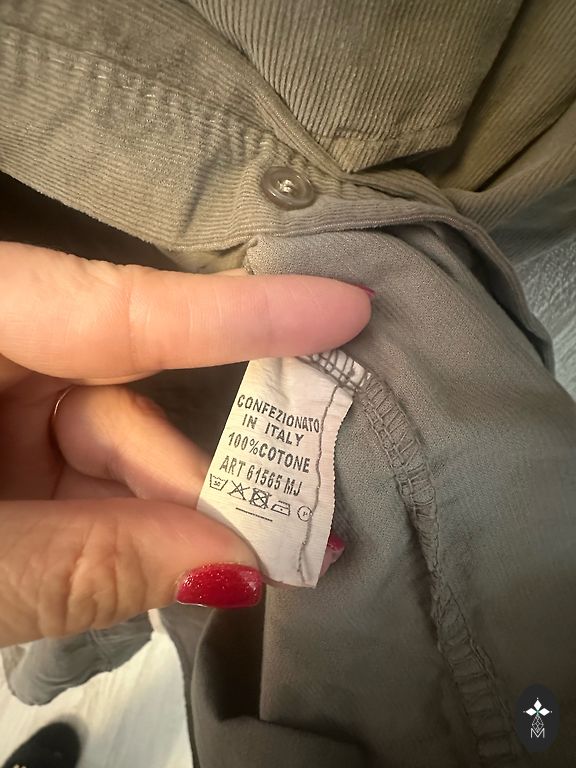 CONFEZIONATO
IN ITALY
100%COTONE
ART 61565 MJ
P
M